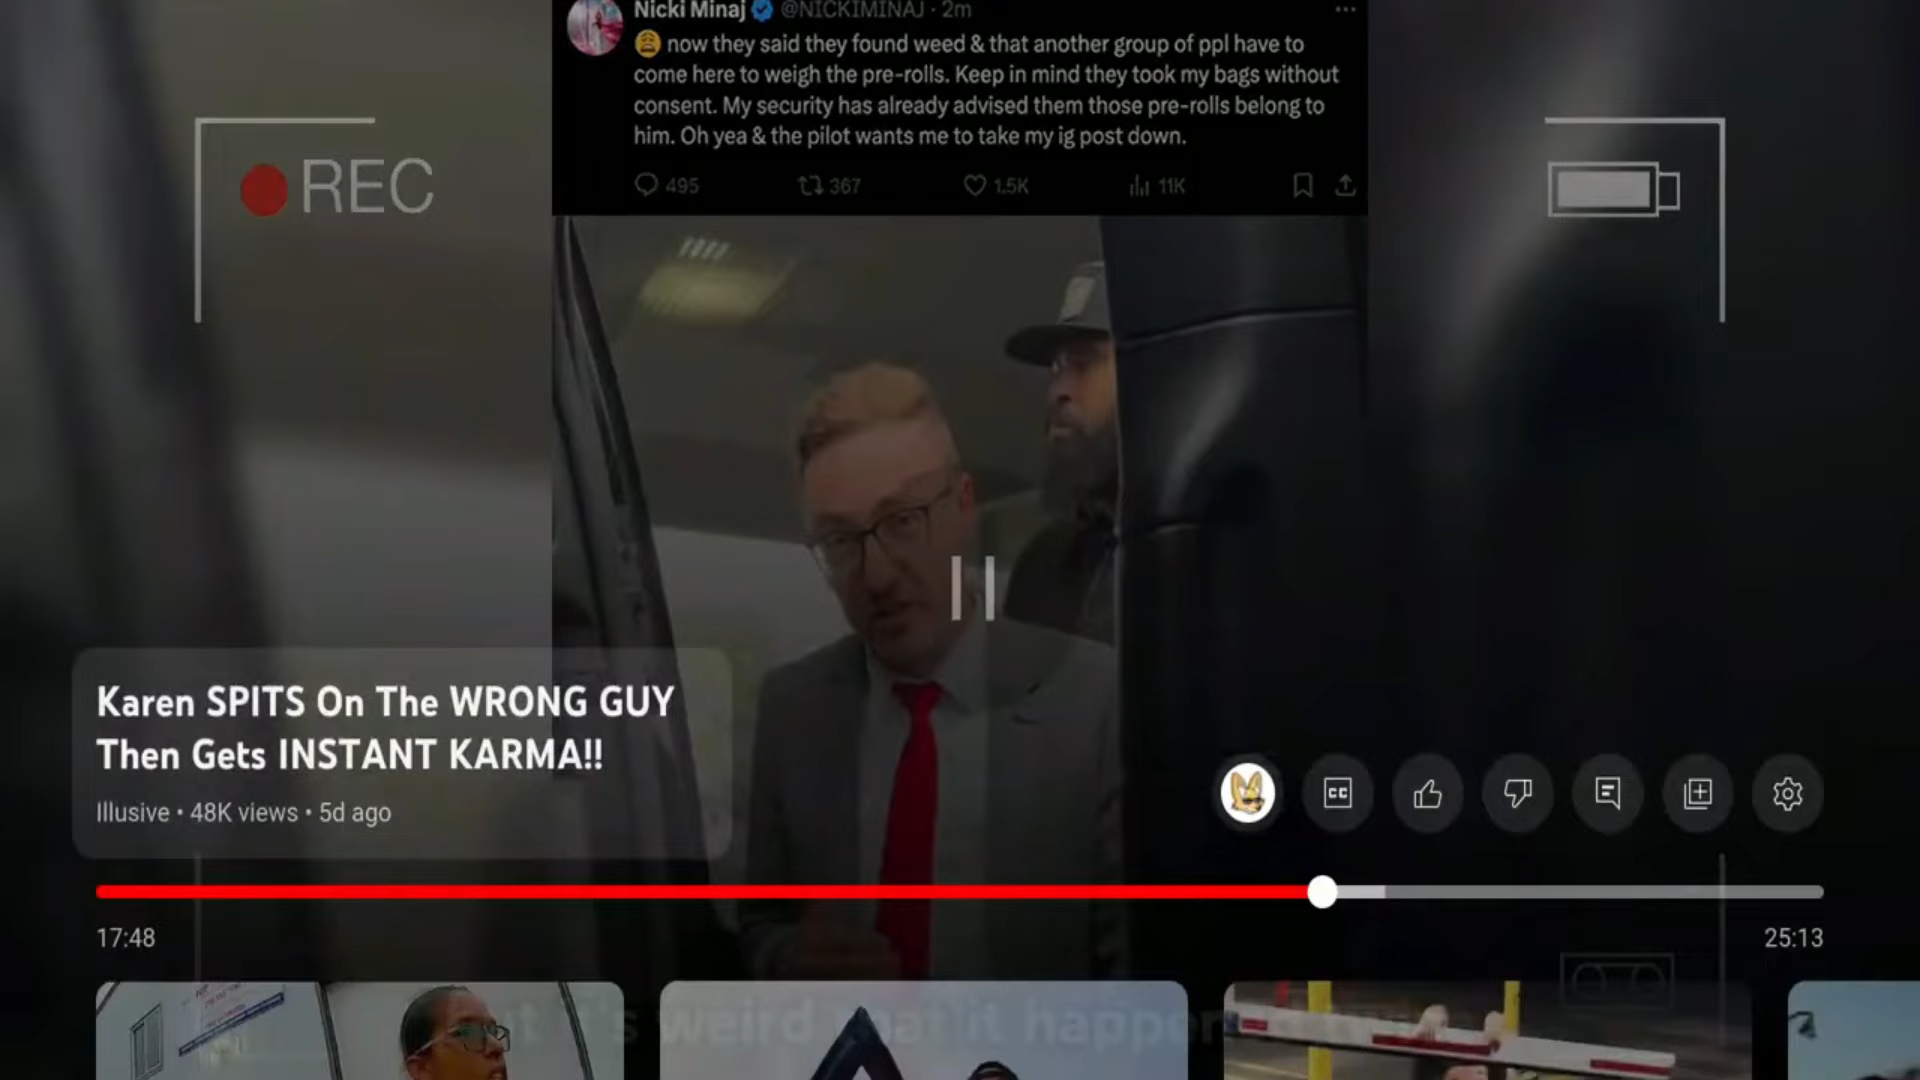 Nicki Minaj @NICKIMINAJ · 2m
now they said they found weed & that another group of ppl have to
come here to weigh the pre-rolls. Keep in mind they took my bags without
consent. My security has already advised them those pre-rolls belong to
him. Oh yea & the pilot wants me to take my ig post down.
495 367 1.5K 11K
REC
Karen SPITS On The WRONG GUY
Then Gets INSTANT KARMA!!
Illusive • 48K views • 5d ago
CC
17:48
25:13
weird that it